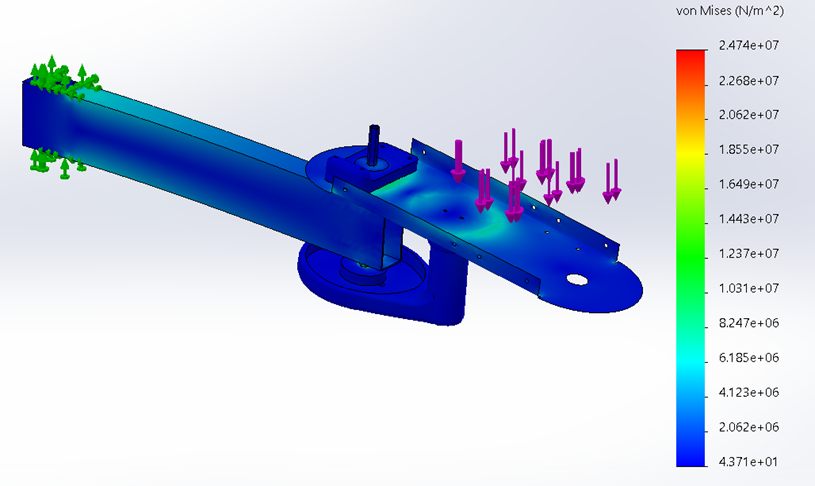 von Mises (N/m^2)
2.474e+07
2.268e+07
2.062e+07
1.855e+07
1.649e+07
1.443e+07
1.237e+07
1.031e+07
8.247e+06
6.185e+06
4.123e+06
2.062e+06
4.371e+01